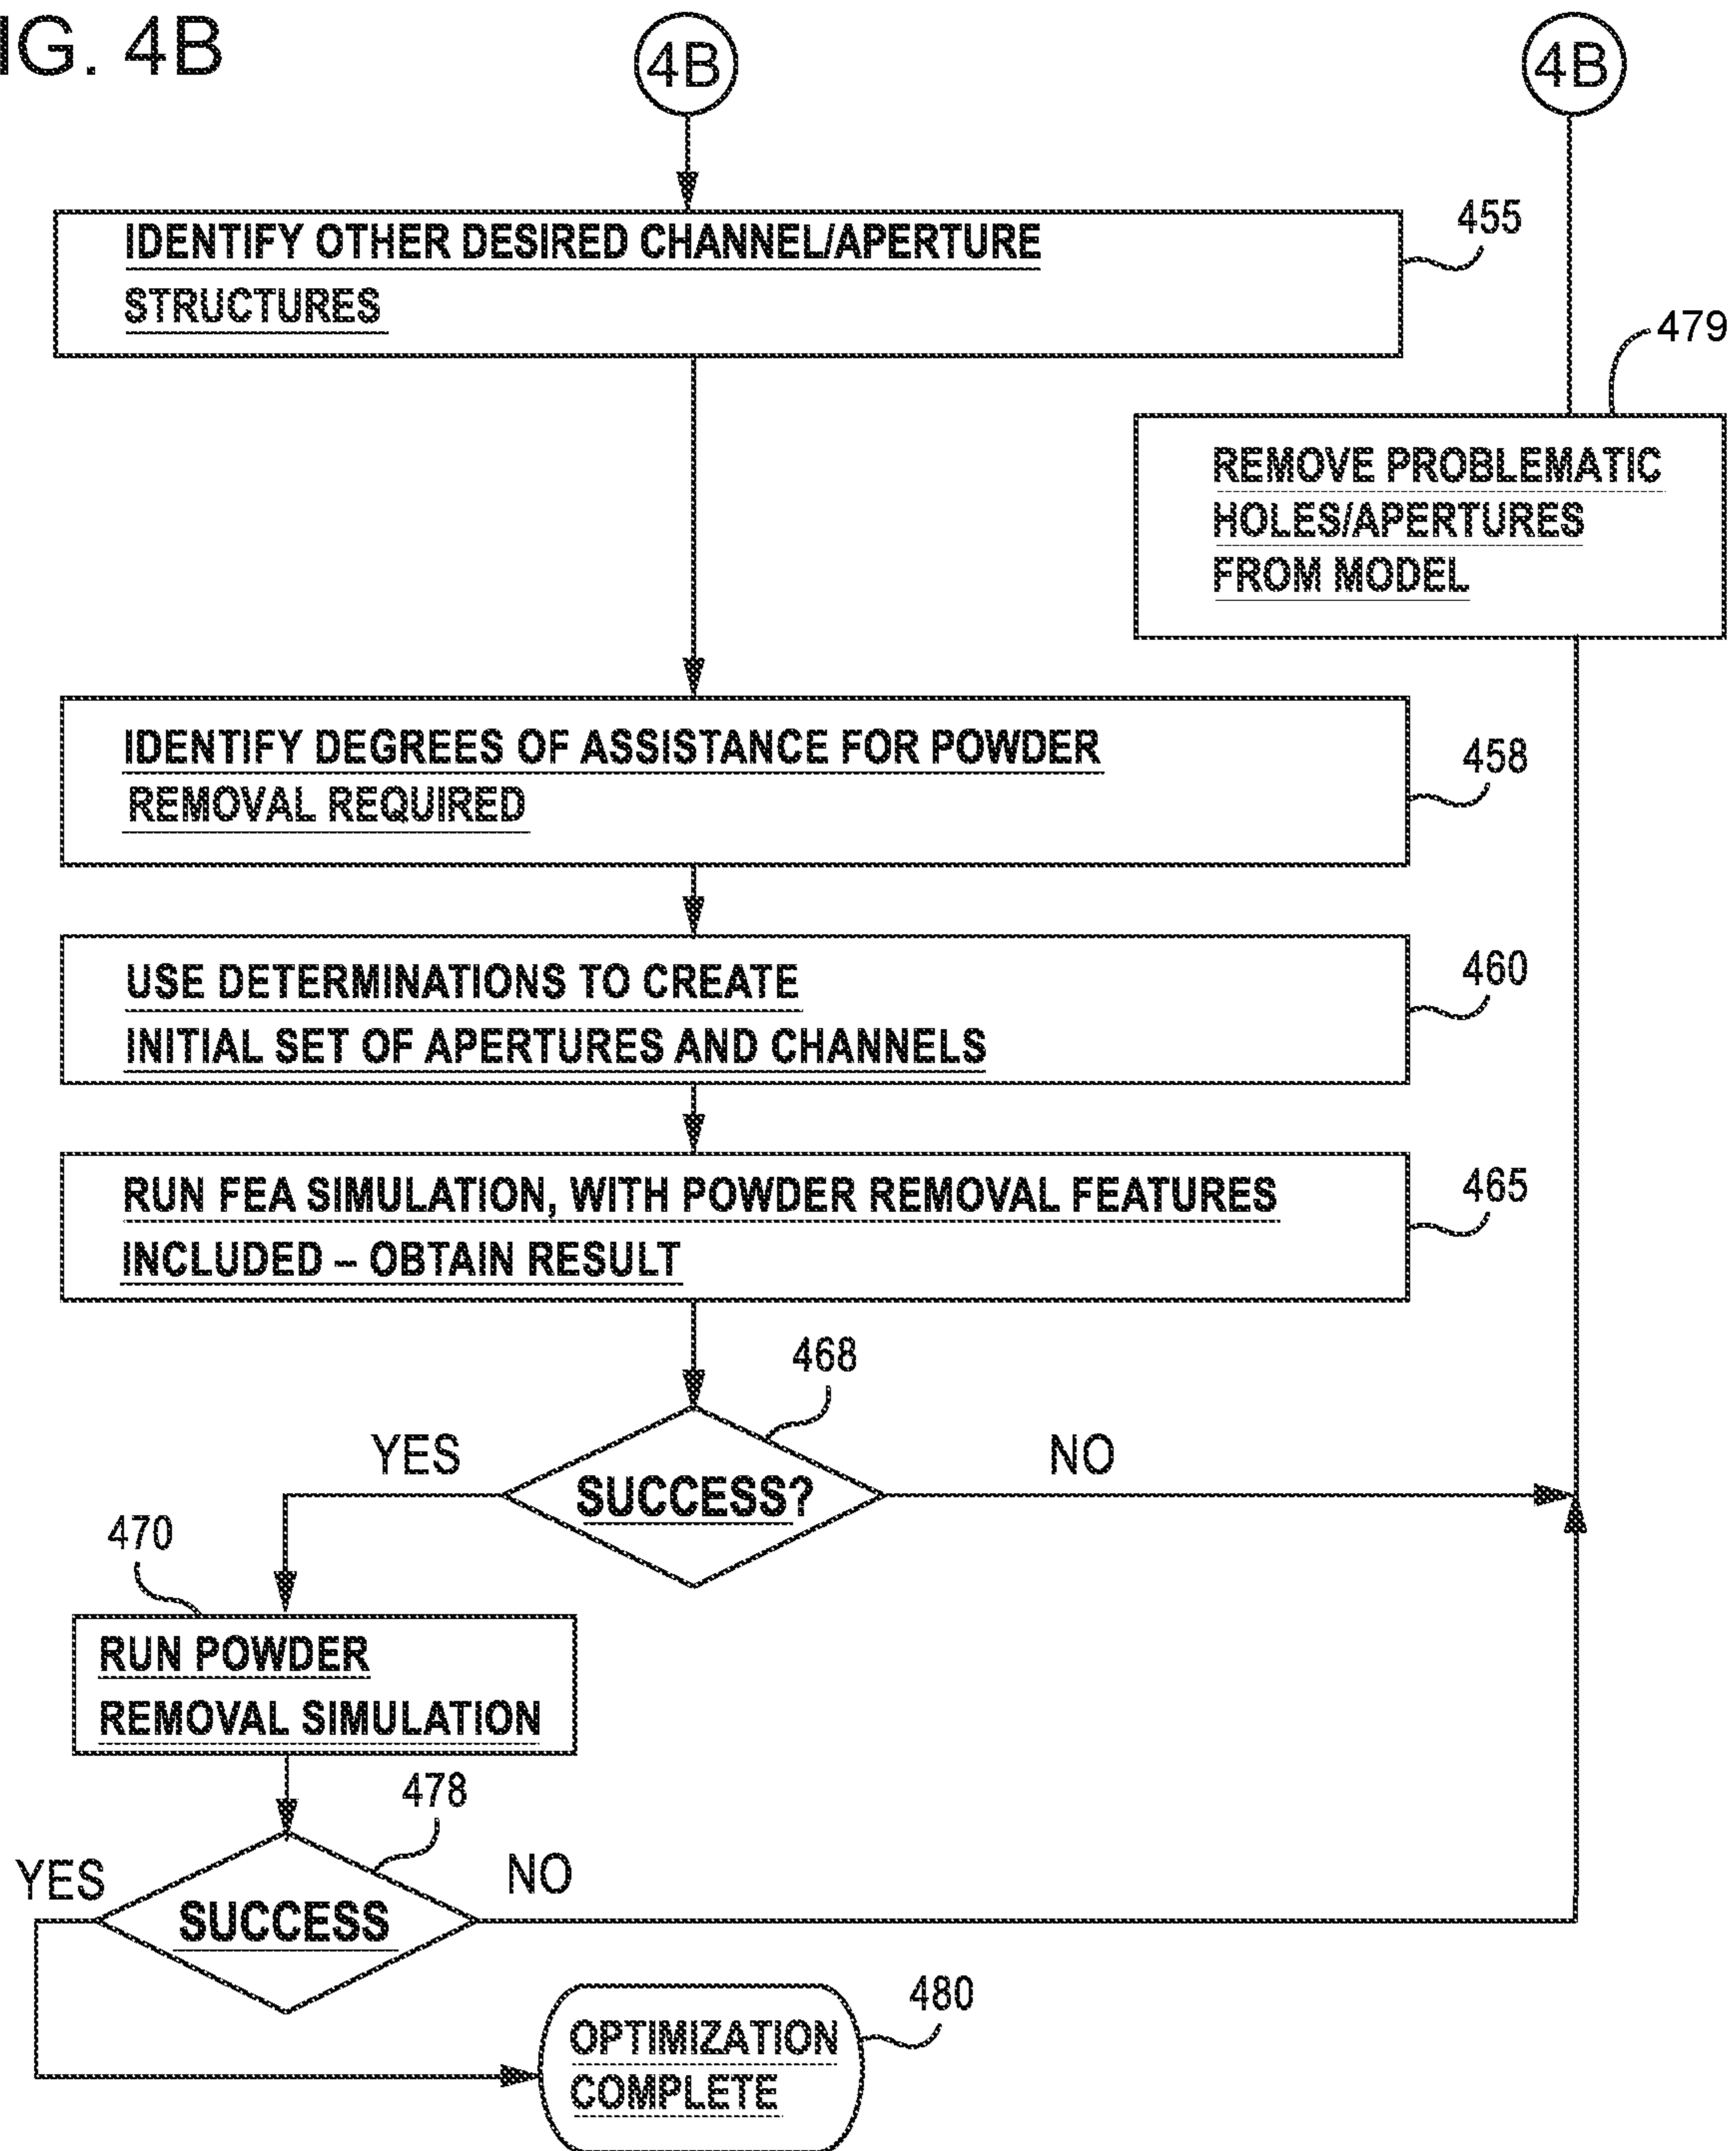 IG. 4B
4B
4B
IDENTIFY OTHER DESIRED CHANNEL/APERTURE
STRUCTURES
455
479
REMOVE PROBLEMATIC
HOLES/APERTURES
FROM MODEL
IDENTIFY DEGREES OF ASSISTANCE FOR POWDER
REMOVAL REQUIRED
458
USE DETERMINATIONS TO CREATE
INITIAL SET OF APERTURES AND CHANNELS
460
RUN FEA SIMULATION, WITH POWDER REMOVAL FEATURES
INCLUDED – OBTAIN RESULT
465
468
YES
SUCCESS?
NO
470
RUN POWDER
REMOVAL SIMULATION
478
YES
SUCCESS
NO
480
OPTIMIZATION
COMPLETE